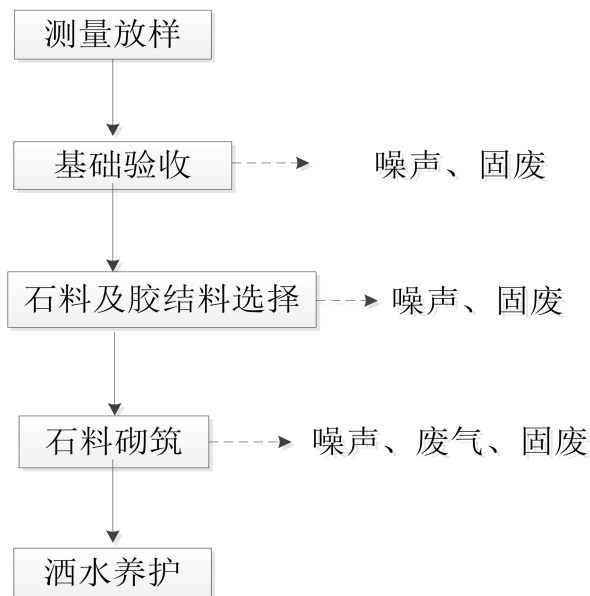 测量放样
基础验收
噪声、固废
石料及胶结料选择
噪声、固废
石料砌筑
噪声、废气、固废
洒水养护